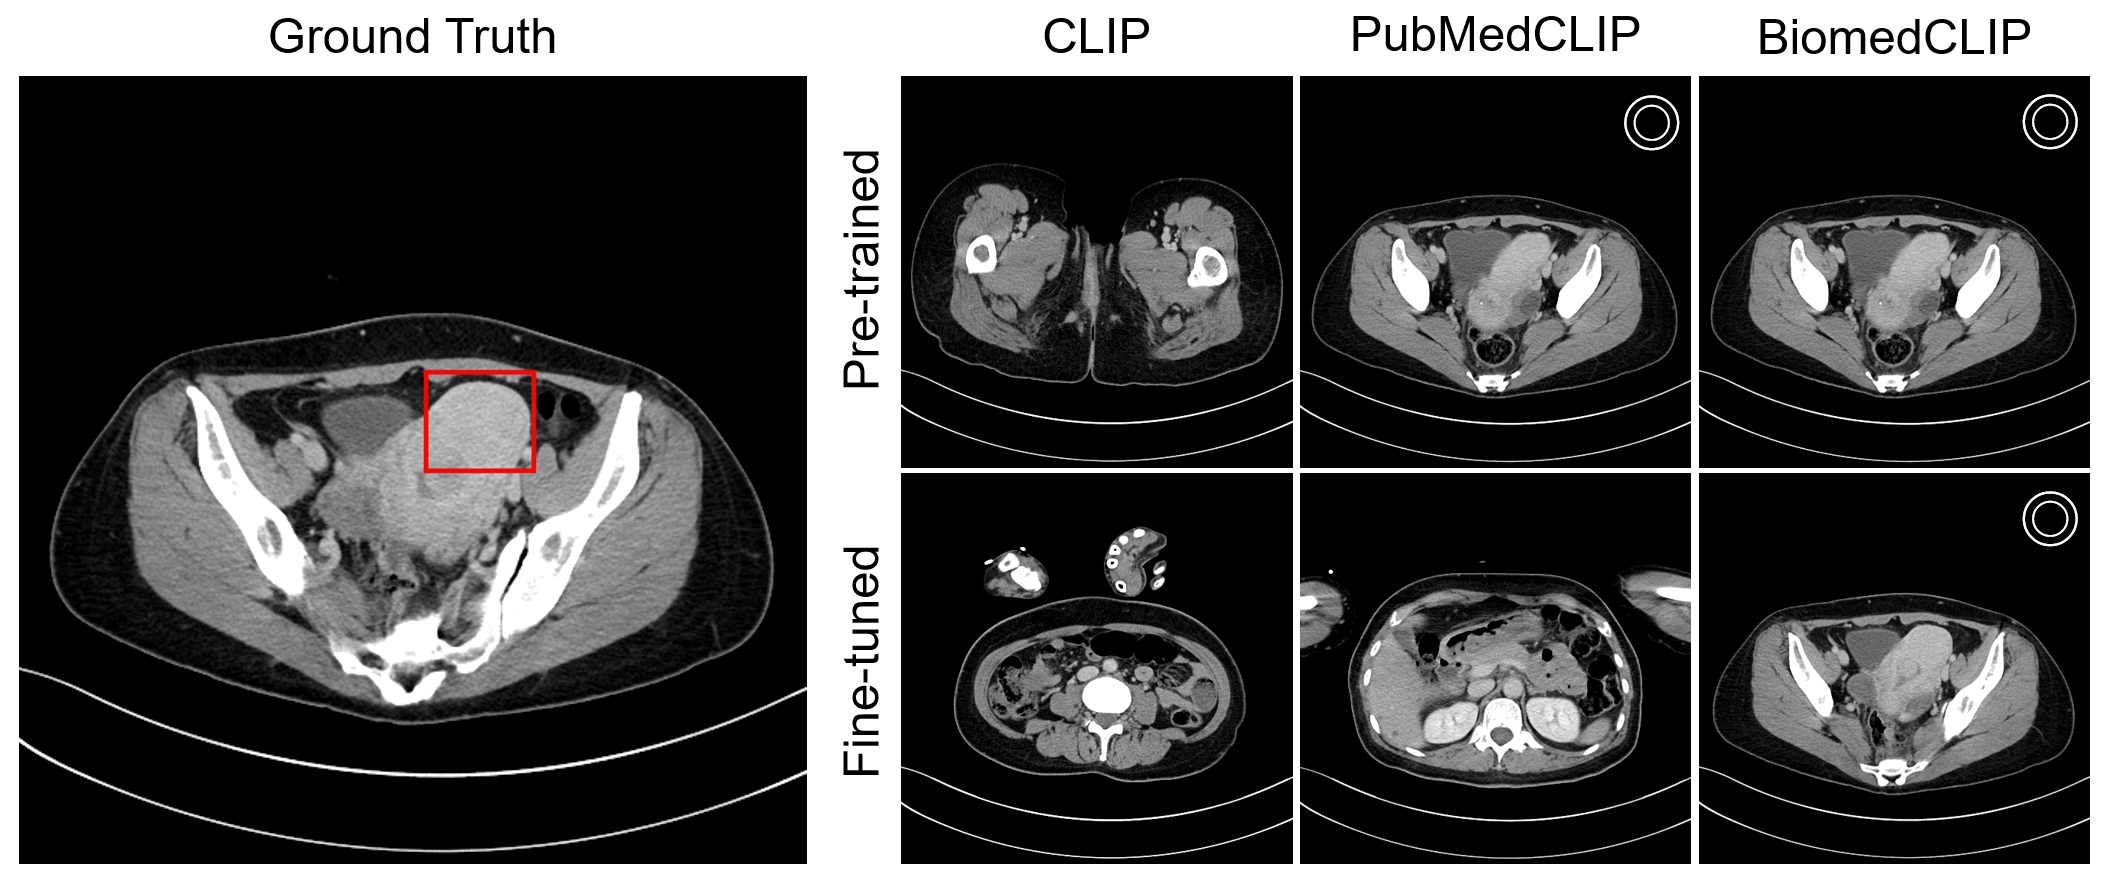 Ground Truth
CLIP
PubMedCLIP
BiomedCLIP
Pre-trained
Fine-tuned